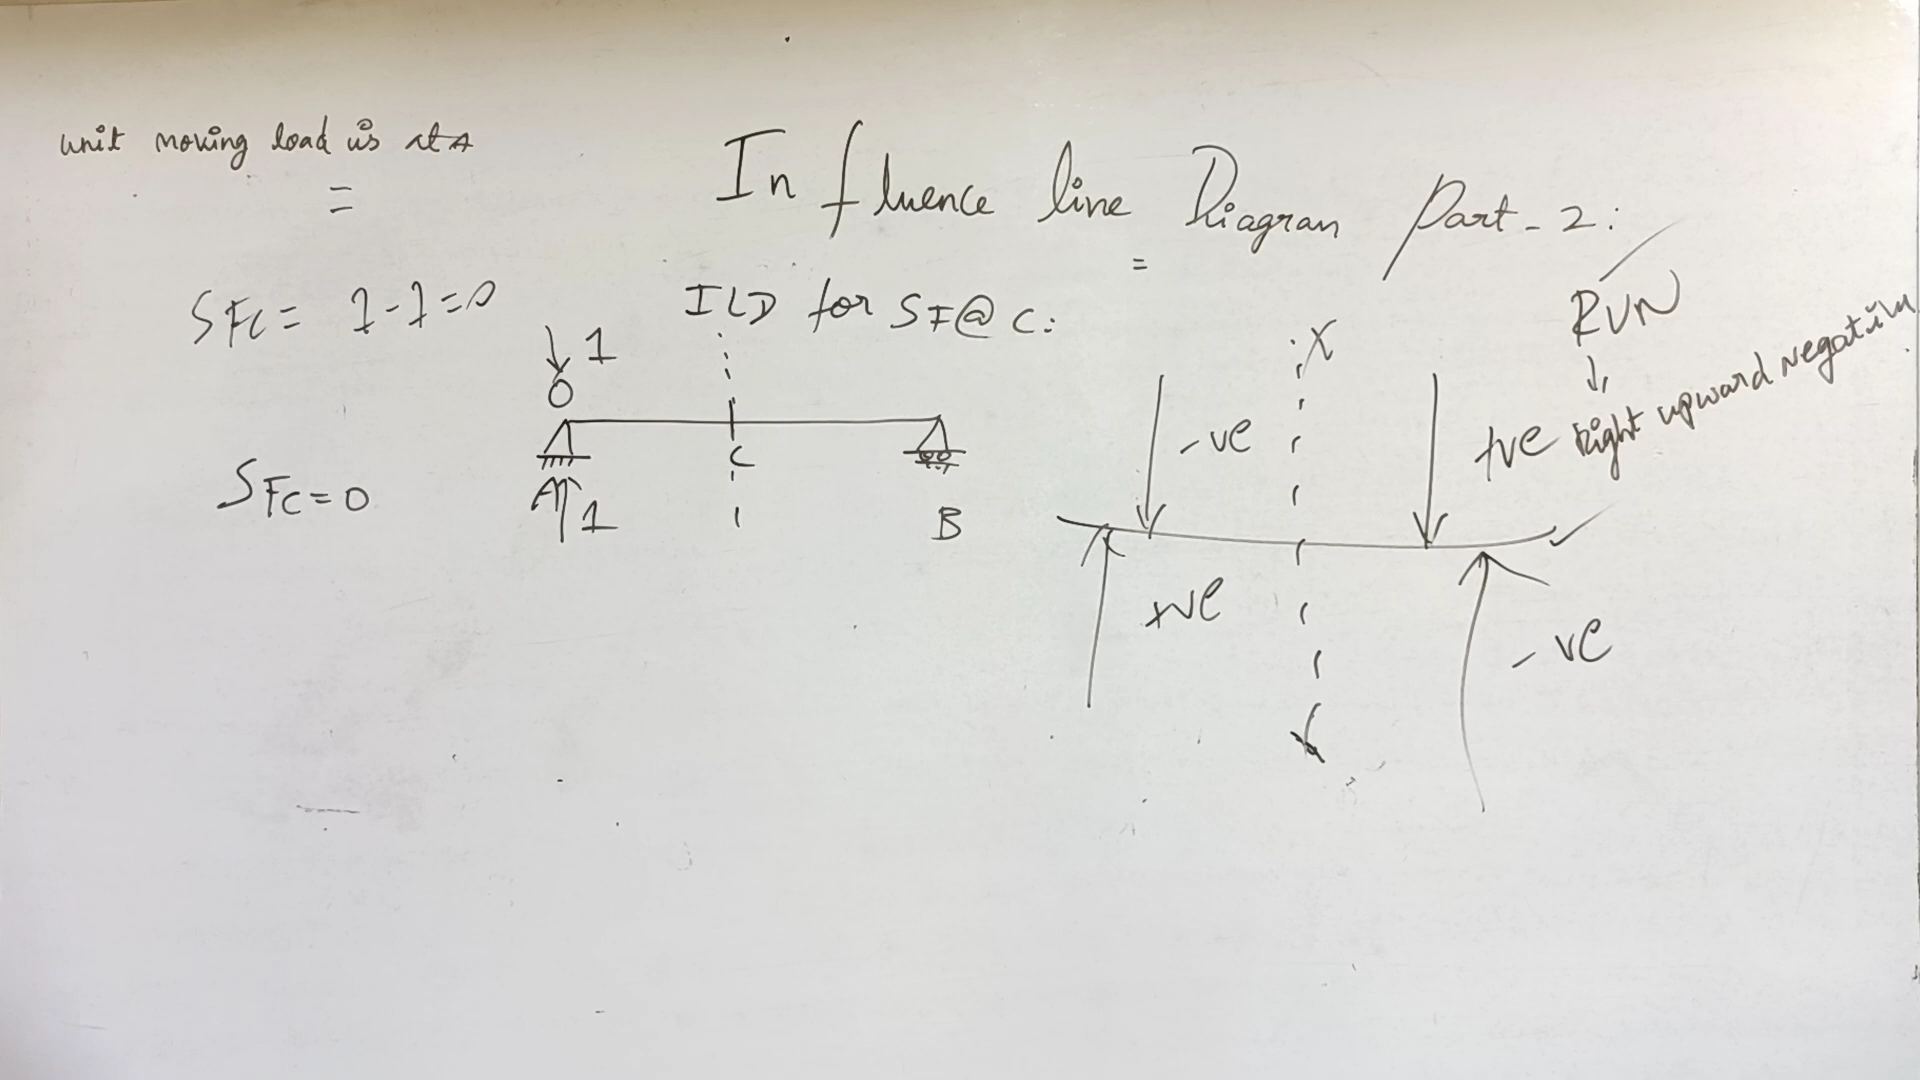 unit moving load is at A
=
Influence line Diagram Part-2:
=
RUN
↓
Right upward negative
SFC = 1-1=0
ILD for SF@ C:
↓ 1
X
-ve
+ve
C
SFC=0
A 1
B
+ve
-ve